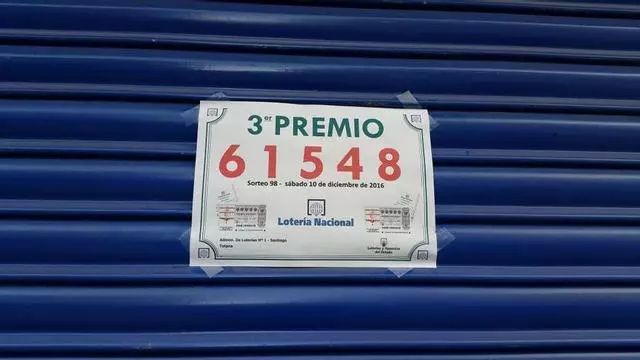 3er PREMIO
61548
Sorteo 98 - sábado 10 de diciembre de 2016
Lotería Nacional
Admon. De Loterías Nº 1 - Santiago
Totana
Loterías y Apuestas
del Estado